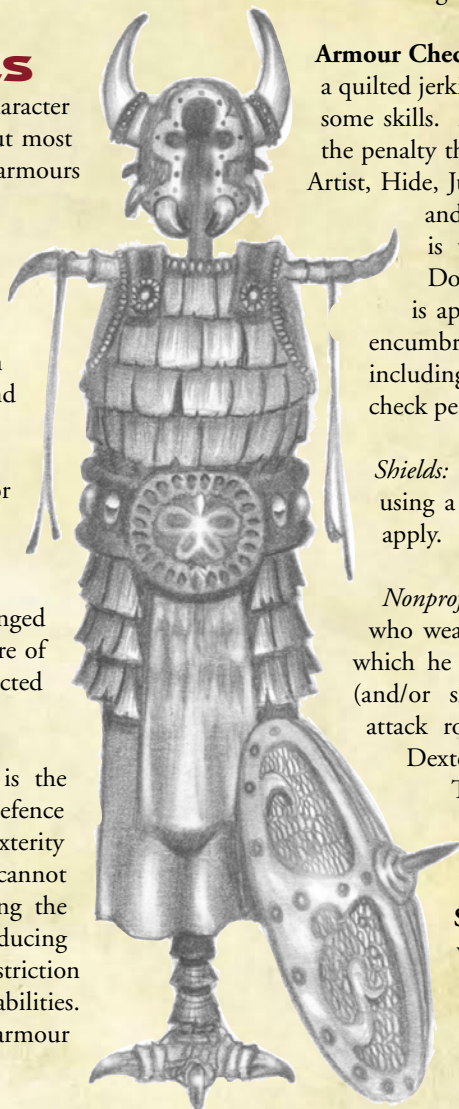 s
aracter
ut most
armours
nd
or
nged
re of
cted
is the
efence
xterity
cannot
ng the
ducing
striction
abilities.
armour
Armour Chec
a quilted jerki
some skills.
the penalty th
Artist, Hide, Ju
and
is
Do
is ap
encumbr
including
check pe
Shields:
using a
apply.
Nonprof
who wea
which he
(and/or s
attack ro
Dext
T
S